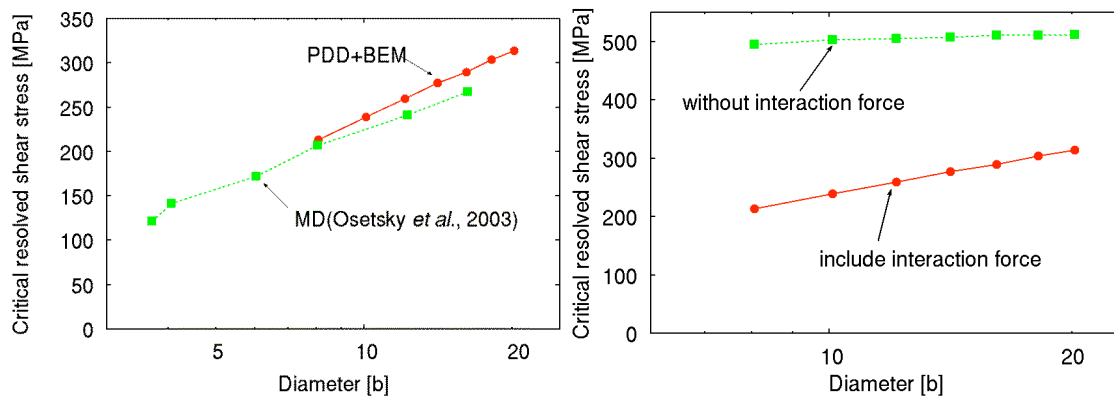 Critical resolved shear stress [MPa]
350
300
250
200
150
100
50
0
PDD+BEM
MD(Osetsky et al., 2003)
5
10
20
Diameter [b]
Critical resolved shear stress [MPa]
500
400
300
200
100
0
without interaction force
include interaction force
10
20
Diameter [b]